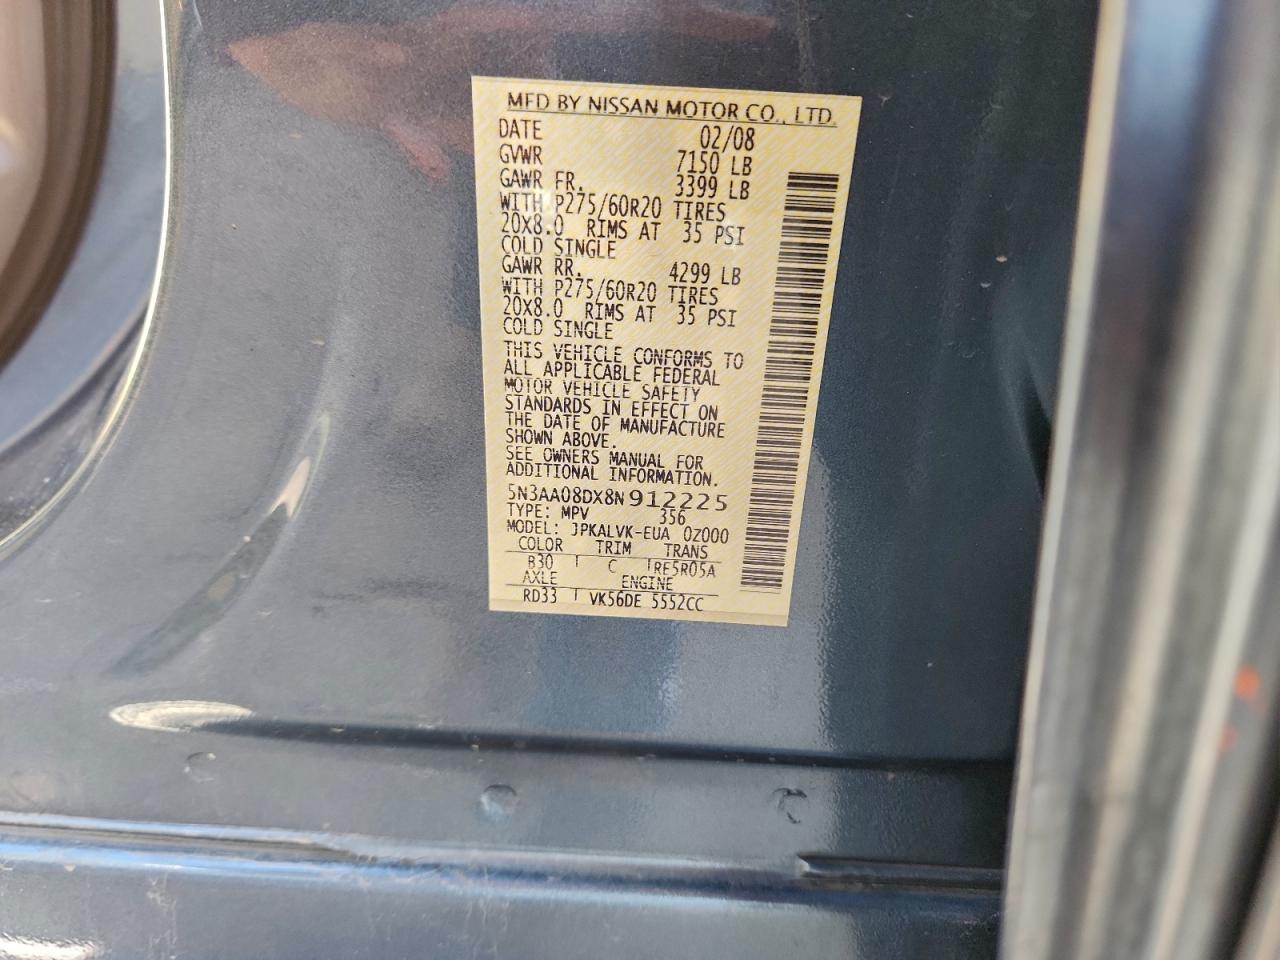 MFD BY NISSAN MOTOR CO., LTD.
DATE 02/08
GVWR 7150 LB
GAWR FR. 3399 LB
WITH P275/60R20 TIRES
20X8.0 RIMS AT 35 PSI
COLD SINGLE
GAWR RR. 4299 LB
WITH P275/60R20 TIRES
20X8.0 RIMS AT 35 PSI
COLD SINGLE
THIS VEHICLE CONFORMS TO
ALL APPLICABLE FEDERAL
MOTOR VEHICLE SAFETY
STANDARDS IN EFFECT ON
THE DATE OF MANUFACTURE
SHOWN ABOVE.
SEE OWNERS MANUAL FOR
ADDITIONAL INFORMATION.
5N3AA08DX8N912225
TYPE: MPV 356
MODEL: JPKALVK-EUA 0Z000
COLOR TRIM TRANS
B30 C RE5R05A
AXLE ENGINE
RD33 VK56DE 5552CC